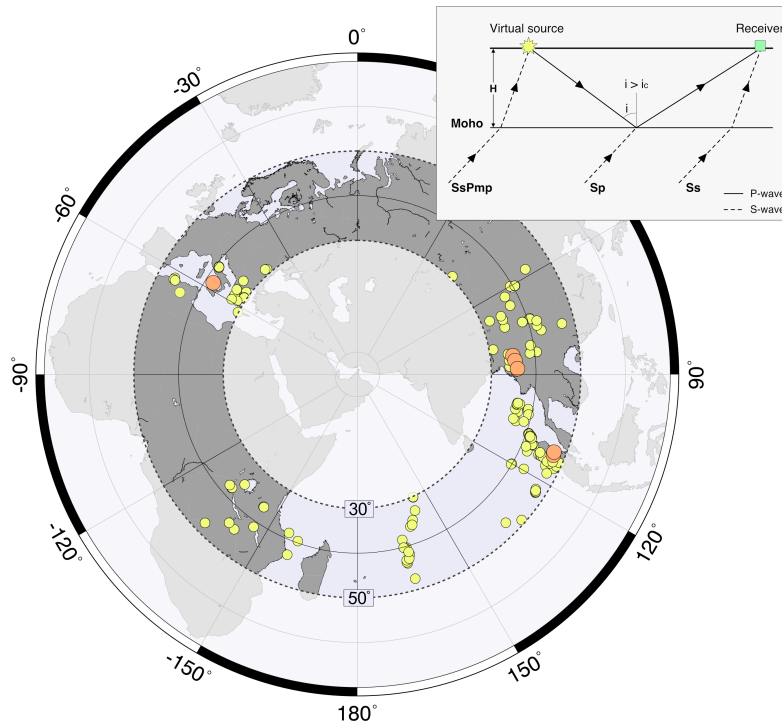 Virtual source
Receiver
i > ic
H
i
Moho
SsPmp
Sp
Ss
P-wave
S-wave
0°
-30°
-60°
-90°
90°
30°
50°
-120°
120°
-150°
150°
180°